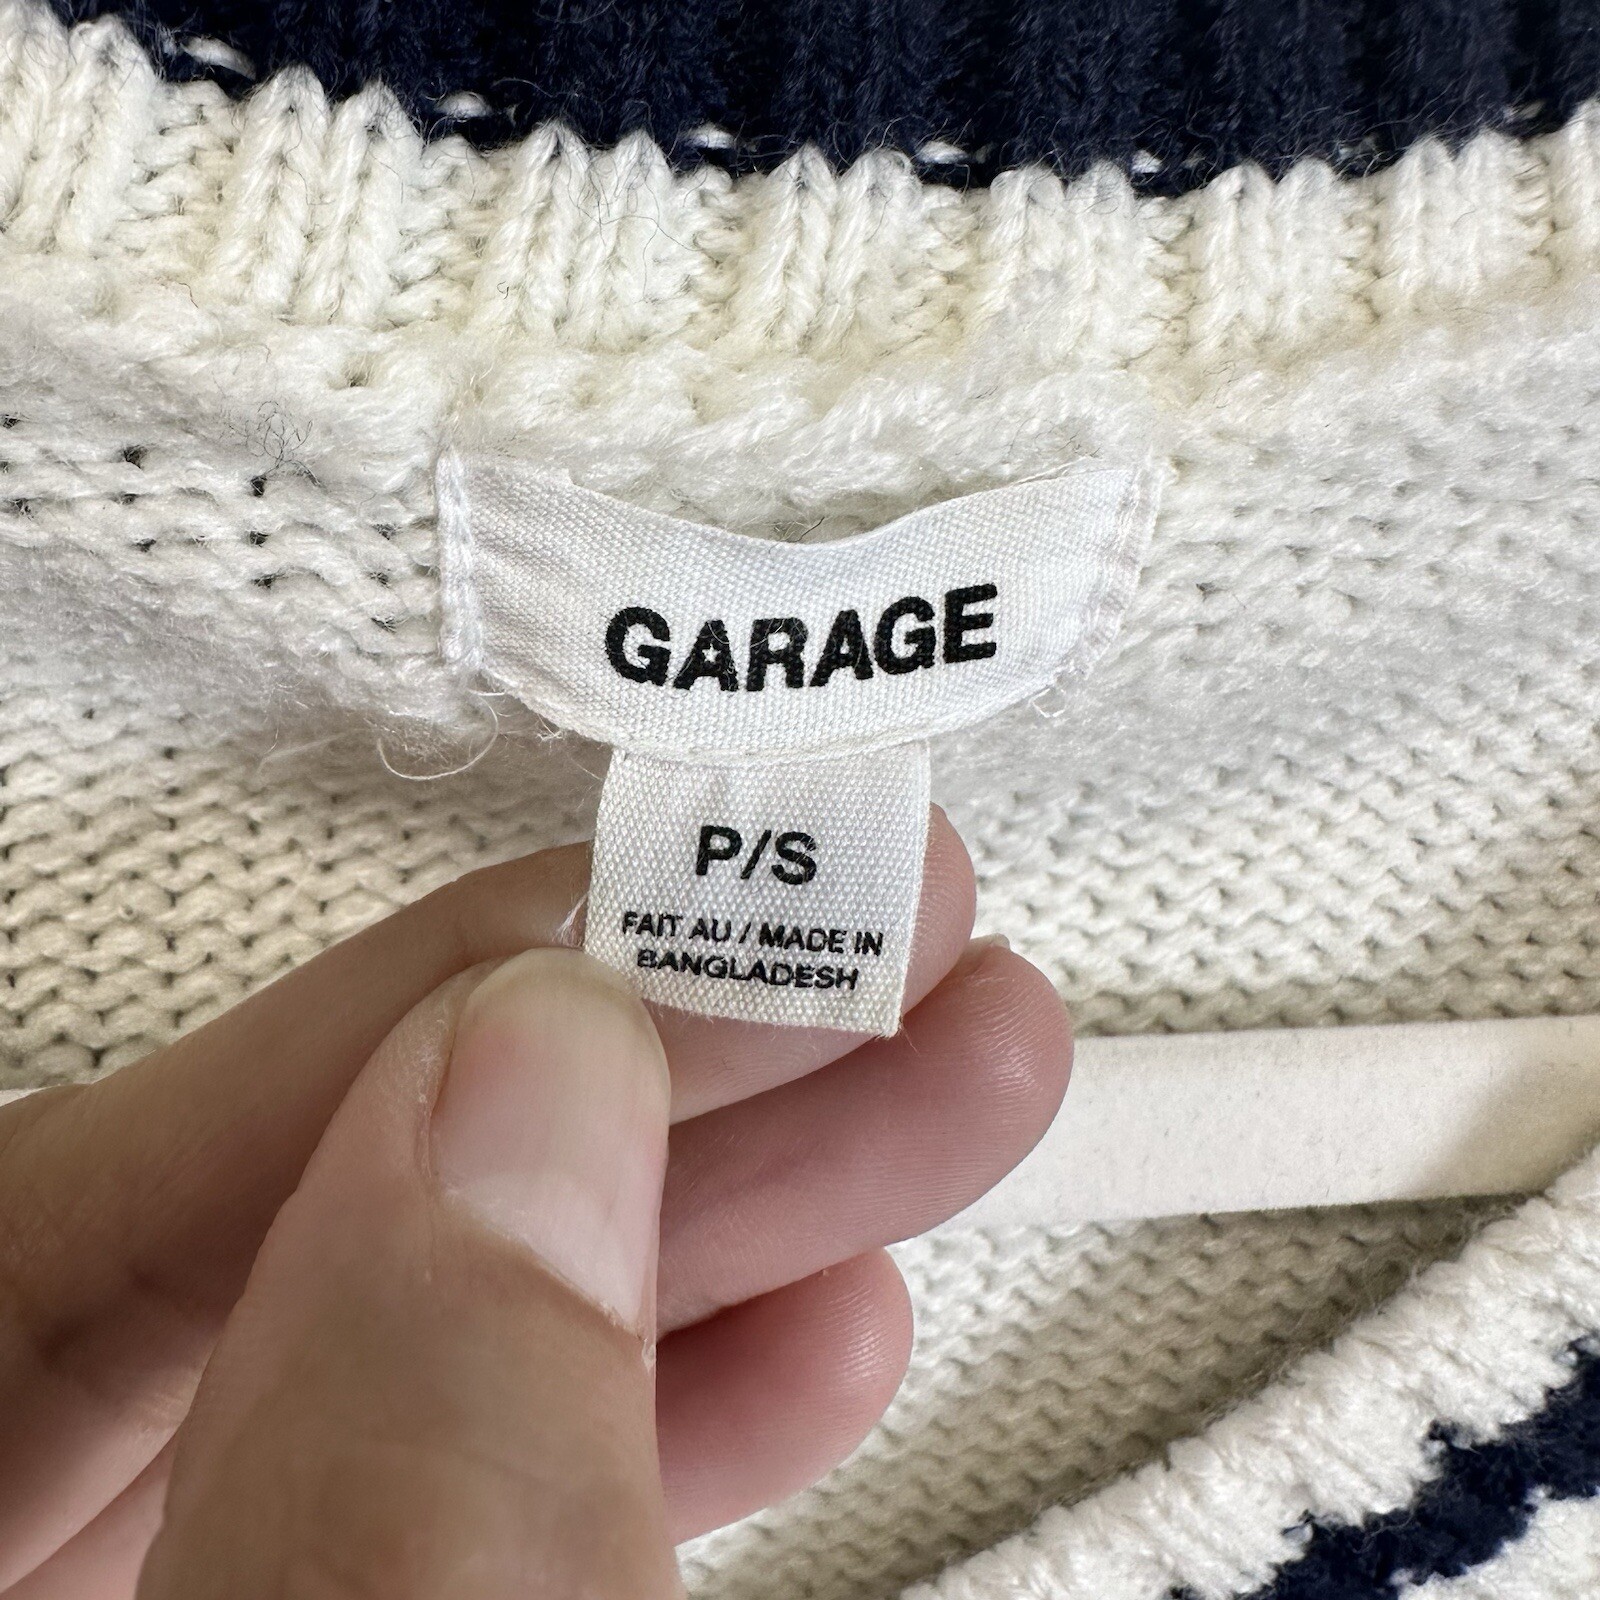 GARAGE
P/S
FAIT AU / MADE IN
BANGLADESH